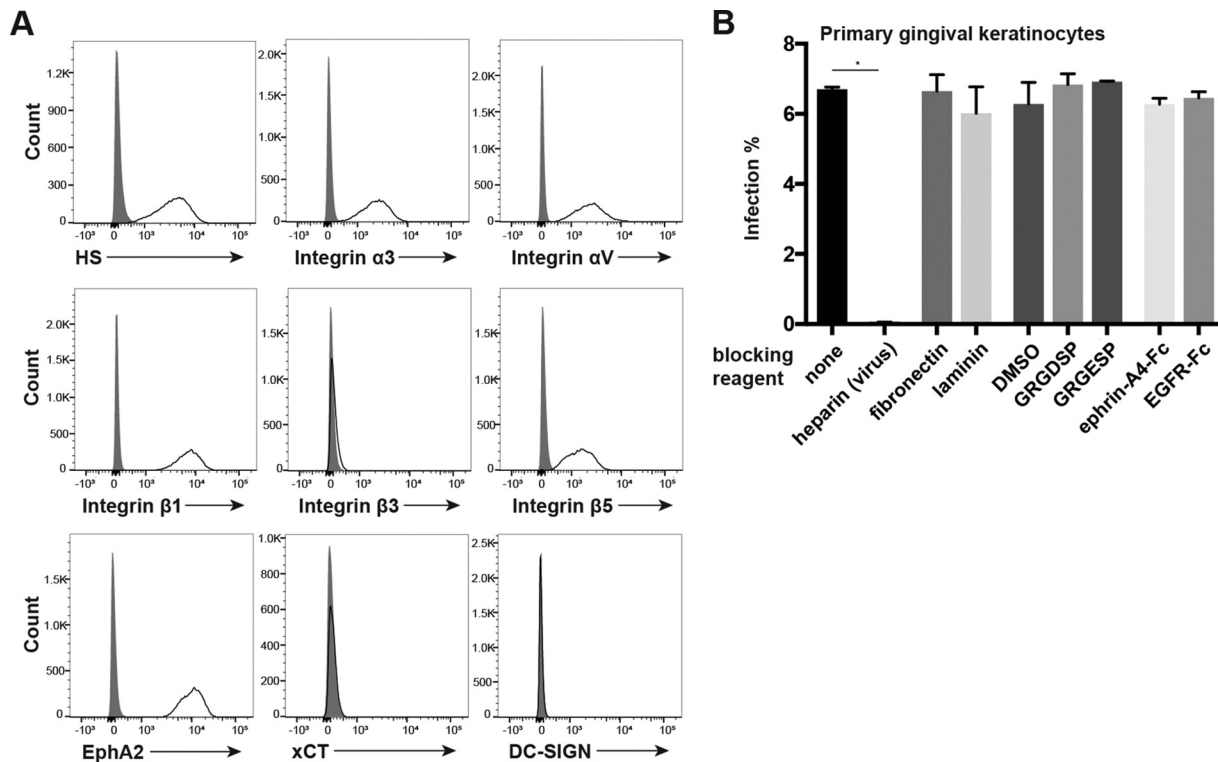 A
Count
1.2K
900
600
300
0
-10³ 0 10³ 10⁴ 10⁵
HS
2.0K
1.5K
1.0K
500
0
-10³ 0 10³ 10⁴ 10⁵
Integrin α3
2.0K
1.5K
1.0K
500
0
-10³ 0 10³ 10⁴ 10⁵
Integrin αV
2.0K
1.5K
1.0K
500
0
-10³ 0 10³ 10⁴ 10⁵
Integrin β1
1.5K
1.0K
500
0
-10³ 0 10³ 10⁴ 10⁵
Integrin β3
1.5K
1.0K
500
0
-10³ 0 10³ 10⁴ 10⁵
Integrin β5
Count
1.5K
1.0K
500
0
-10³ 0 10³ 10⁴ 10⁵
EphA2
1.0K
800
600
400
200
0
-10³ 0 10³ 10⁴ 10⁵
xCT
2.5K
2.0K
1.5K
1.0K
500
0
-10³ 0 10³ 10⁴ 10⁵
DC-SIGN
B
Primary gingival keratinocytes
*
Infection %
8
6
4
2
0
blocking
reagent
none
heparin (virus)
fibronectin
laminin
DMSO
GRGDSP
GRGESP
ephrin-A4-Fc
EGFR-Fc